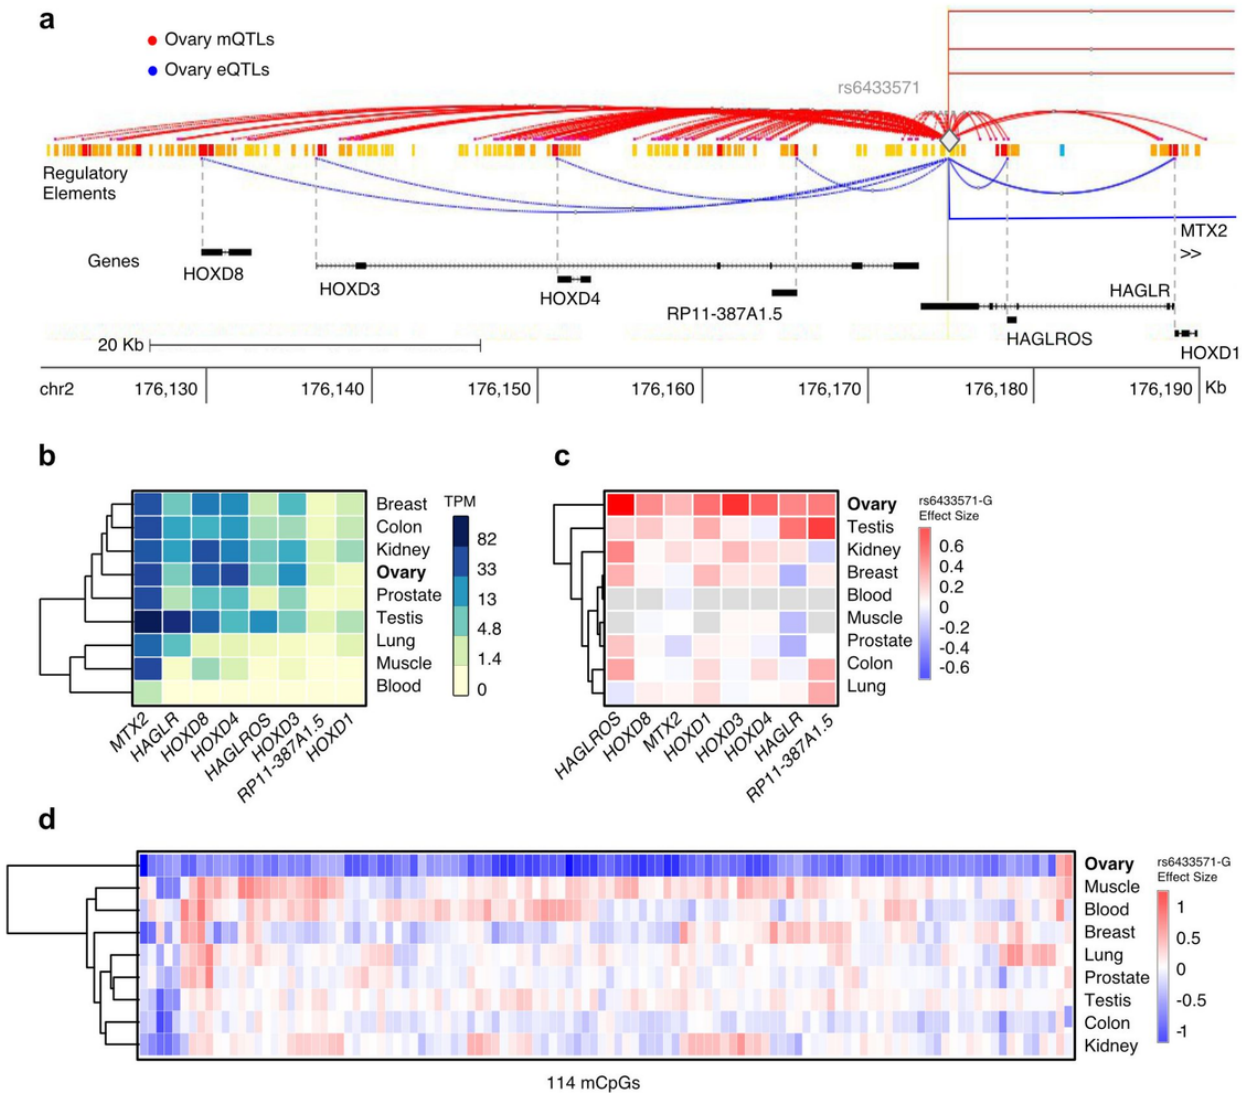 a
Ovary mQTLs
Ovary eQTLs
rs6433571
Regulatory
Elements
MTX2
>>
Genes
HOXD8
HOXD3
HOXD4
RP11-387A1.5
HAGLR
HAGLROS
HOXD1
20 Kb
chr2 176,130 176,140 176,150 176,160 176,170 176,180 176,190 Kb
b
Breast
Colon
Kidney
Ovary
Prostate
Testis
Lung
Muscle
Blood
TPM
82
33
13
4.8
1.4
0
MTX2 HAGLR HOXD8 HOXD4 HAGLROS HOXD3 RP11-387A1.5 HOXD1
c
Ovary
Testis
Kidney
Breast
Blood
Muscle
Prostate
Colon
Lung
rs6433571-G
Effect Size
0.6
0.4
0.2
0
-0.2
-0.4
-0.6
HAGLROS HOXD8 MTX2 HOXD1 HOXD3 HOXD4 HAGLR RP11-387A1.5
d
Ovary
Muscle
Blood
Breast
Lung
Prostate
Testis
Colon
Kidney
rs6433571-G
Effect Size
1
0.5
0
-0.5
-1
114 mCpGs